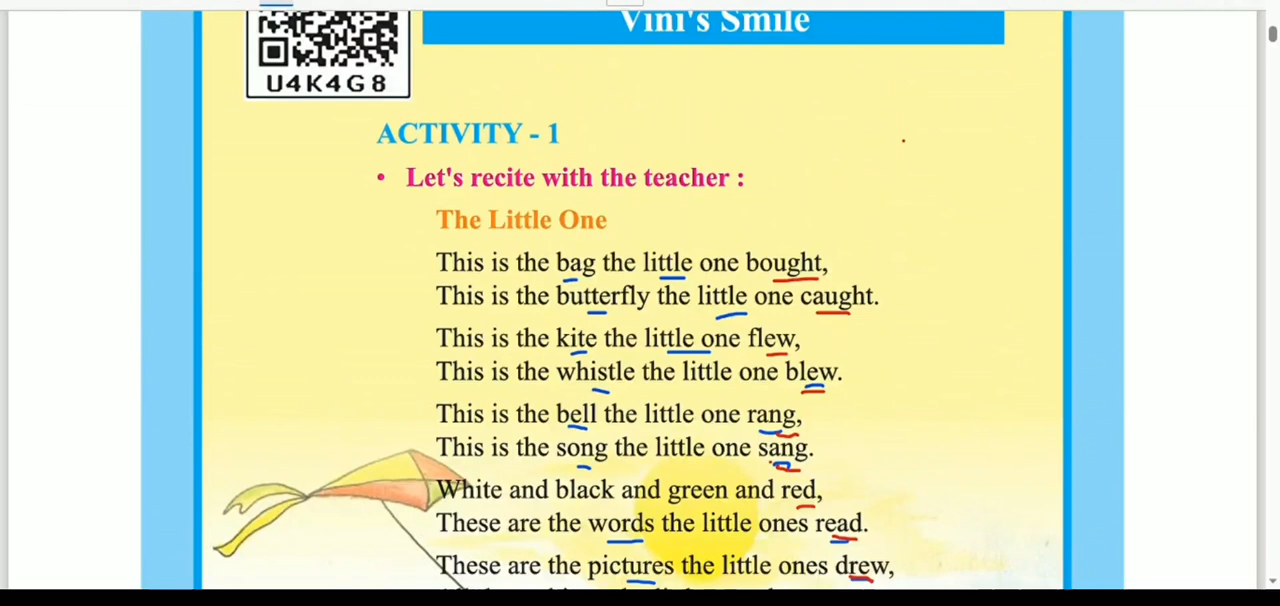 Vini's Smile
U4K4G8
ACTIVITY - 1
• Let's recite with the teacher :
The Little One
This is the bag the little one bought,
This is the butterfly the little one caught.
This is the kite the little one flew,
This is the whistle the little one blew.
This is the bell the little one rang,
This is the song the little one sang.
White and black and green and red,
These are the words the little ones read.
These are the pictures the little ones drew,